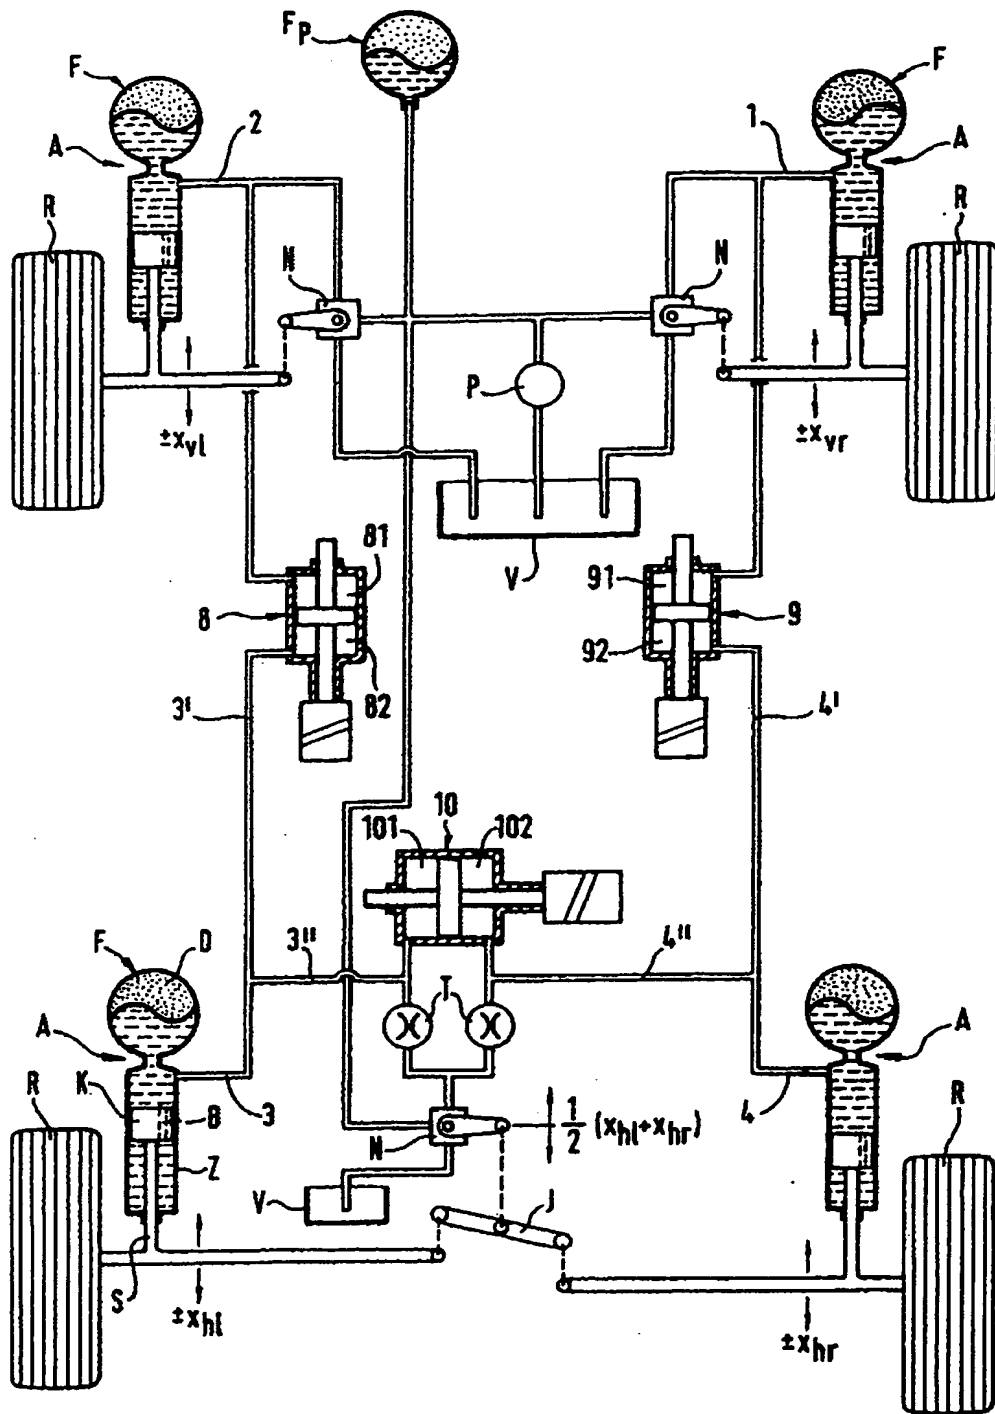 Fp
F
F
2
1
A
A
R
R
N
N
P
±xvl
±xvr
V
81
91
8
9
92
82
3'
4'
10
101
102
3"
4"
F
D
T
A
A
K
R
B
3
4
R
N
1/2 (xhl+xhr)
Z
V
J
S
±xhl
±xhr